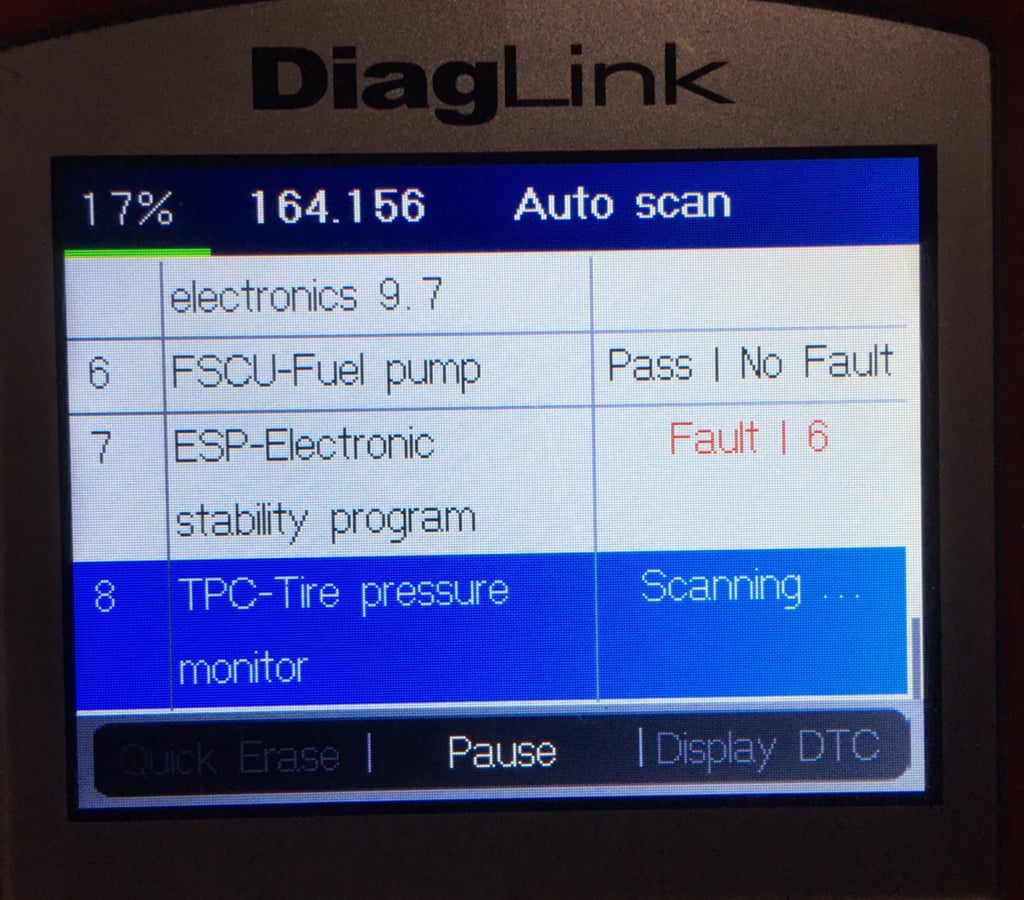 DiagLink
17% 164.156 Auto scan
electronics 9.7
6 FSCU-Fuel pump Pass | No Fault
7 ESP-Electronic Fault | 6
stability program
8 TPC-Tire pressure Scanning ...
monitor
Quick Erase | Pause | Display DTC